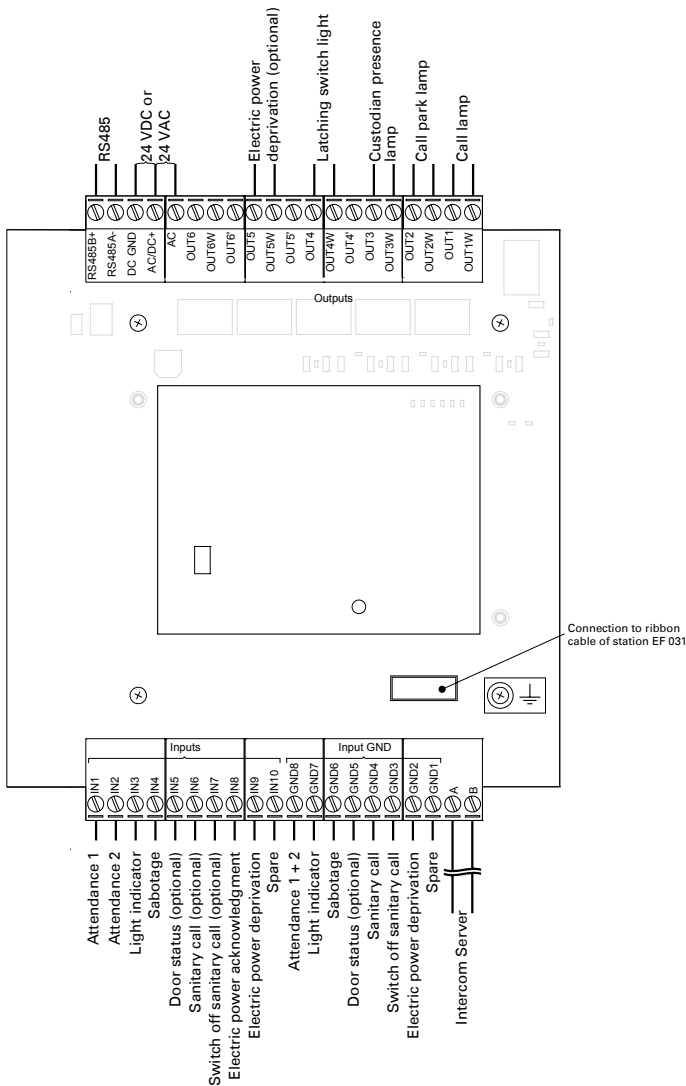 RS485
24 VDC or
24 VAC
Electric power
deprivation (optional)
Latching switch light
Custodian presence
lamp
Call park lamp
Call lamp
RS485B+
RS485A-
DC GND
AC/DC+
AC
OUT6
OUT6W
OUT6'
OUT5
OUT5W
OUT5'
OUT4
OUT4W
OUT4'
OUT3
OUT3W
OUT2
OUT2W
OUT1
OUT1W
Outputs
Connection to ribbon
cable of station EF 031
Inputs
Input GND
IN1
IN2
IN3
IN4
IN5
IN6
IN7
IN8
IN9
IN10
GND8
GND7
GND6
GND5
GND4
GND3
GND2
GND1
A
B
Attendance 1
Attendance 2
Light indicator
Sabotage
Door status (optional)
Sanitary call (optional)
Switch off sanitary call (optional)
Electric power acknowledgment
Electric power deprivation
Spare
Attendance 1 + 2
Light indicator
Sabotage
Door status (optional)
Sanitary call
Switch off sanitary call
Electric power deprivation
Spare
Intercom Server